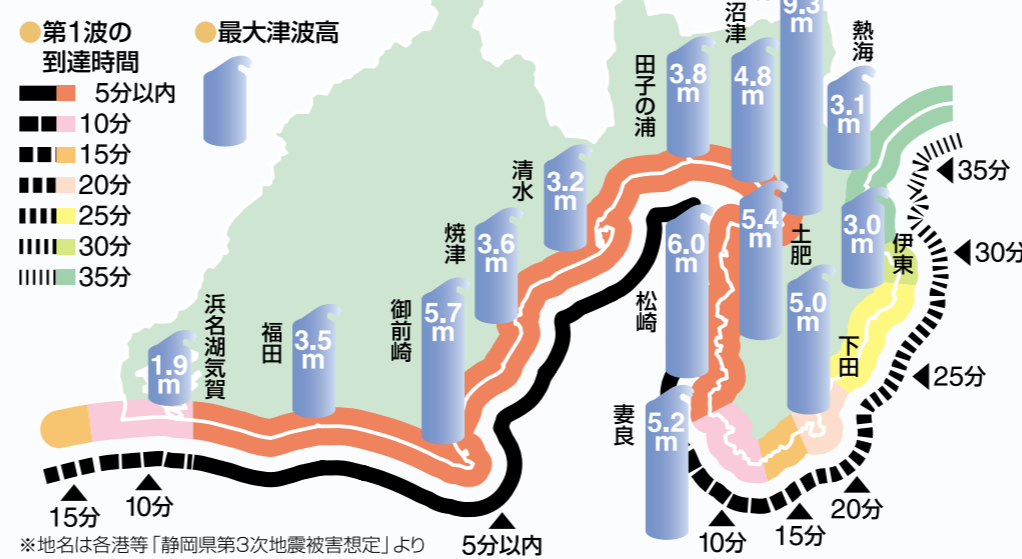 ●第1波の
到達時間
5分以内
10分
15分
20分
25分
30分
35分
●最大津波高
浜名湖気賀
1.9
m
福田
3.5
m
御前崎
5.7
m
焼津
3.6
m
清水
3.2
m
田子の浦
3.8
m
沼津
4.8
m
9.3
熱海
3.1
m
伊東
3.0
m
土肥
5.4
m
松崎
6.0
m
下田
5.0
m
妻良
5.2
m
15分
10分
5分以内
10分
15分
20分
25分
30分
35分
※地名は各港等「静岡県第3次地震被害想定」より